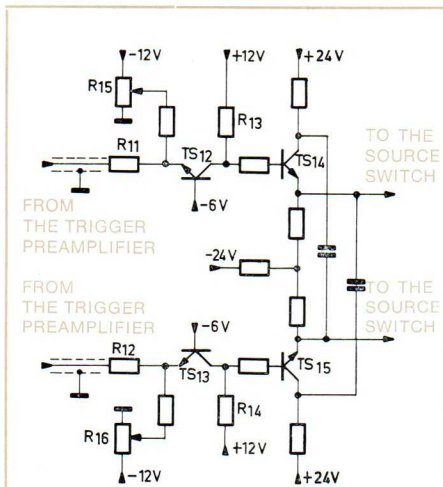 -12V
+12V
+24V
R15
R13
R11
TS12
TS14
TO THE
SOURCE
SWITCH
-6V
FROM
THE TRIGGER
PREAMPLIFIER
-24V
FROM
THE TRIGGER
PREAMPLIFIER
TO THE
SOURCE
SWITCH
-6V
R12
TS13
TS15
R14
R16
+12V
-12V
+24V